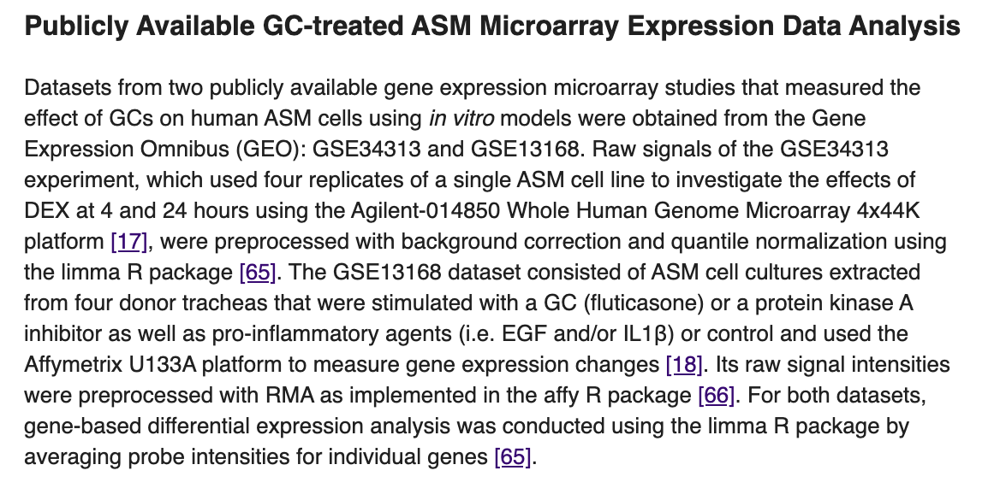 Publicly Available GC-treated ASM Microarray Expression Data Analysis
Datasets from two publicly available gene expression microarray studies that measured the
effect of GCs on human ASM cells using in vitro models were obtained from the Gene
Expression Omnibus (GEO): GSE34313 and GSE13168. Raw signals of the GSE34313
experiment, which used four replicates of a single ASM cell line to investigate the effects of
DEX at 4 and 24 hours using the Agilent-014850 Whole Human Genome Microarray 4x44K
platform [17], were preprocessed with background correction and quantile normalization using
the limma R package [65]. The GSE13168 dataset consisted of ASM cell cultures extracted
from four donor tracheas that were stimulated with a GC (fluticasone) or a protein kinase A
inhibitor as well as pro-inflammatory agents (i.e. EGF and/or IL1β) or control and used the
Affymetrix U133A platform to measure gene expression changes [18]. Its raw signal intensities
were preprocessed with RMA as implemented in the affy R package [66]. For both datasets,
gene-based differential expression analysis was conducted using the limma R package by
averaging probe intensities for individual genes [65].